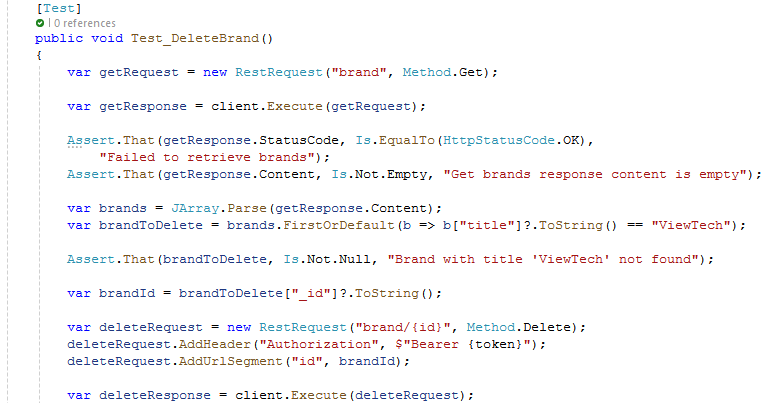 [Test]
| 0 references
public void Test_DeleteBrand()
{
    var getRequest = new RestRequest("brand", Method.Get);
    var getResponse = client.Execute(getRequest);
    Assert.That(getResponse.StatusCode, Is.EqualTo(HttpStatusCode.OK),
        "Failed to retrieve brands");
    Assert.That(getResponse.Content, Is.Not.Empty, "Get brands response content is empty");
    var brands = JArray.Parse(getResponse.Content);
    var brandToDelete = brands.FirstOrDefault(b => b["title"]?.ToString() == "ViewTech");
    Assert.That(brandToDelete, Is.Not.Null, "Brand with title 'ViewTech' not found");
    var brandId = brandToDelete["_id"]?.ToString();
    var deleteRequest = new RestRequest("brand/{id}", Method.Delete);
    deleteRequest.AddHeader("Authorization", $"Bearer {token}");
    deleteRequest.AddUrlSegment("id", brandId);
    var deleteResponse = client.Execute(deleteRequest);